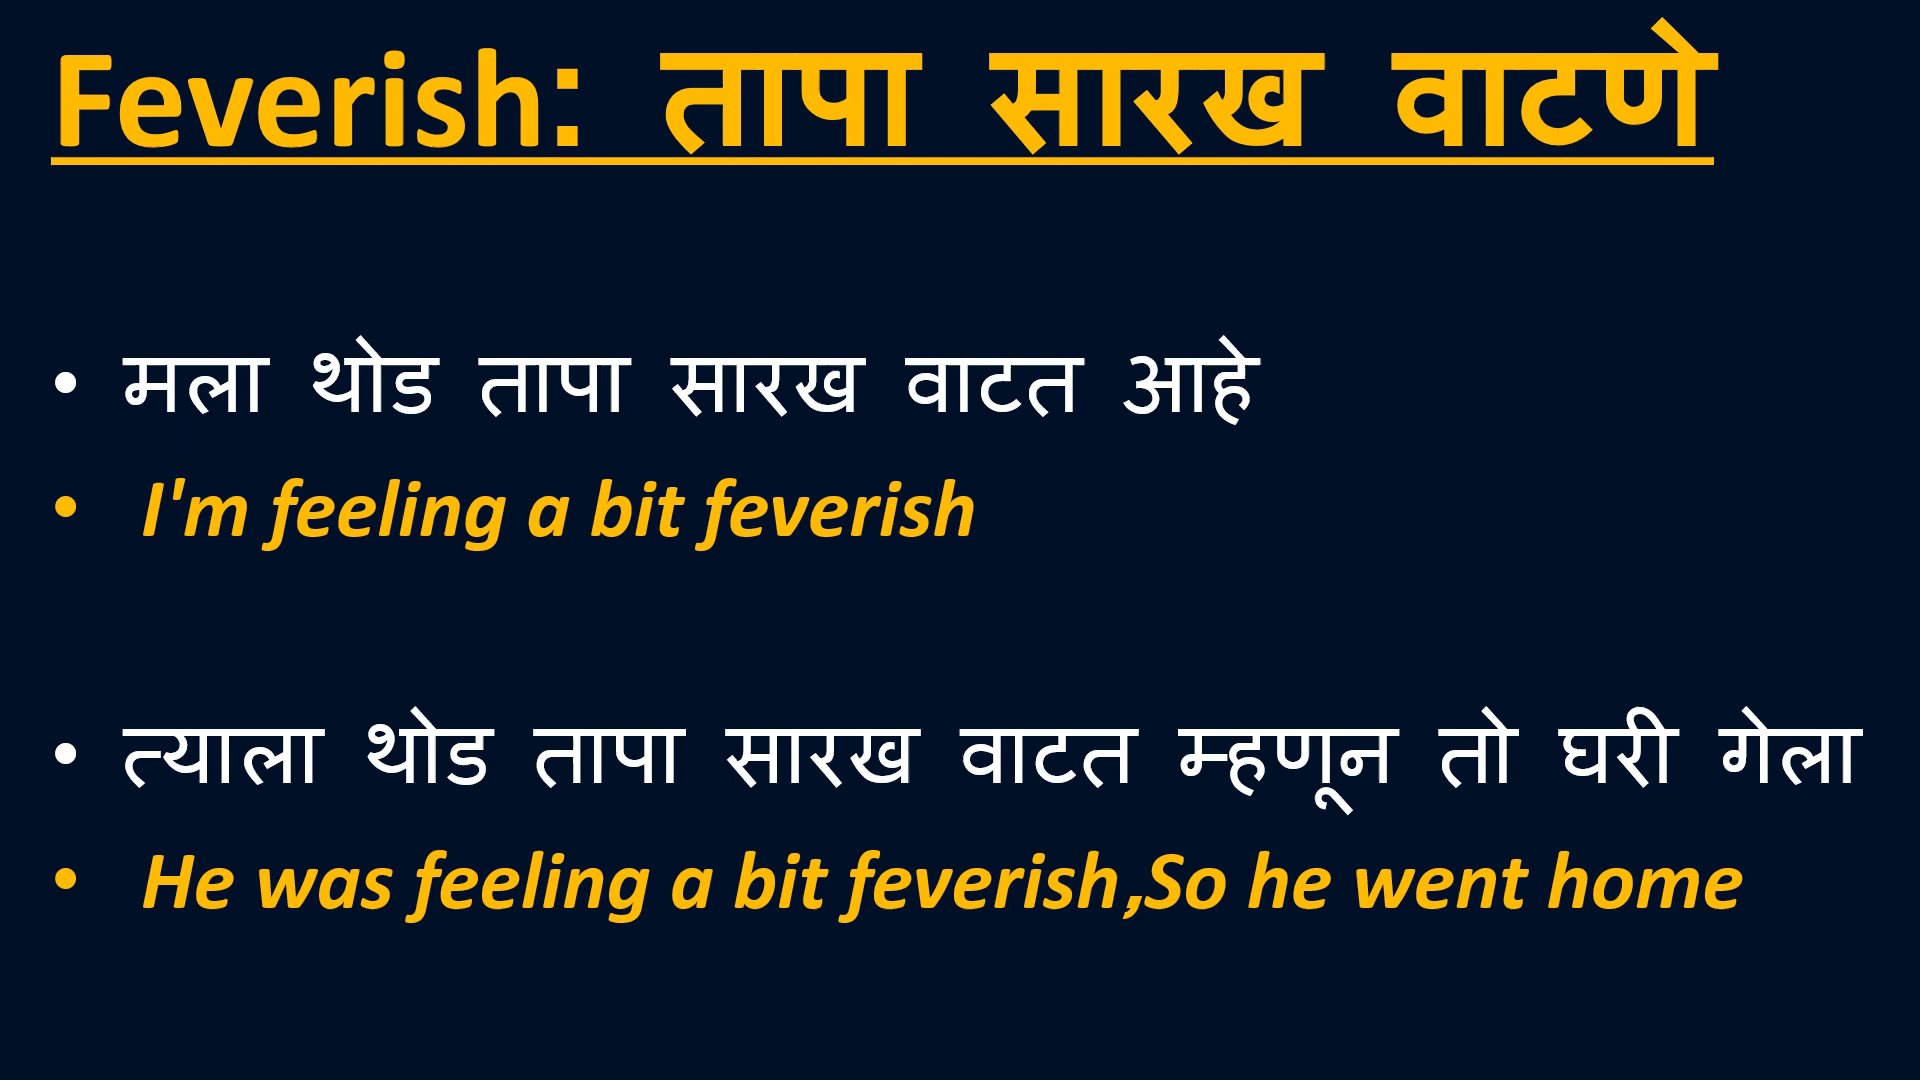 Feverish: तापा सारख वाटणे
• मला थोड तापा सारख वाटत आहे
• I'm feeling a bit feverish
• त्याला थोड तापा सारख वाटत म्हणून तो घरी गेला
• He was feeling a bit feverish,So he went home